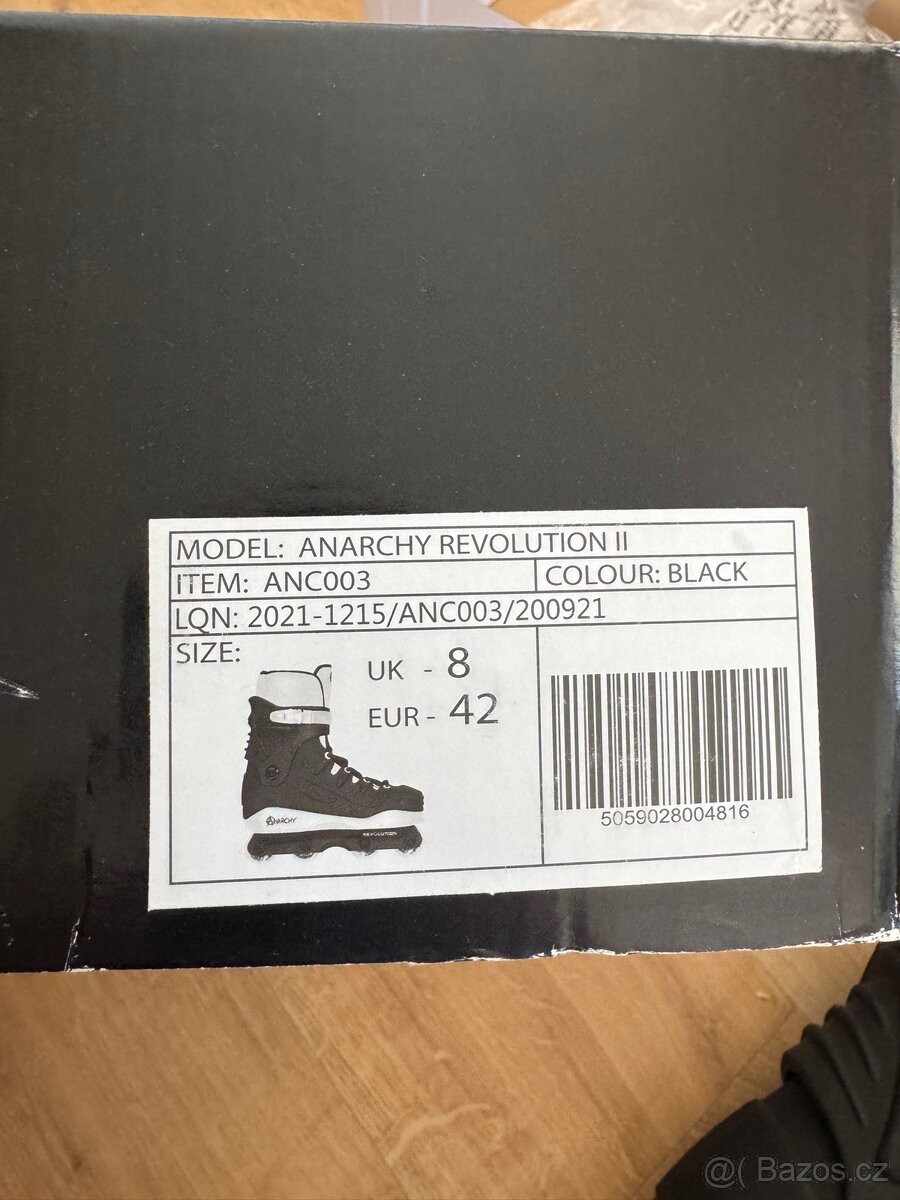 MODEL: ANARCHY REVOLUTION II
ITEM: ANC003 COLOUR: BLACK
LQN: 2021-1215/ANC003/200921
SIZE:
UK - 8
EUR - 42
ANARCHY
REVOLUTION
5059028004816
@( Bazos.cz